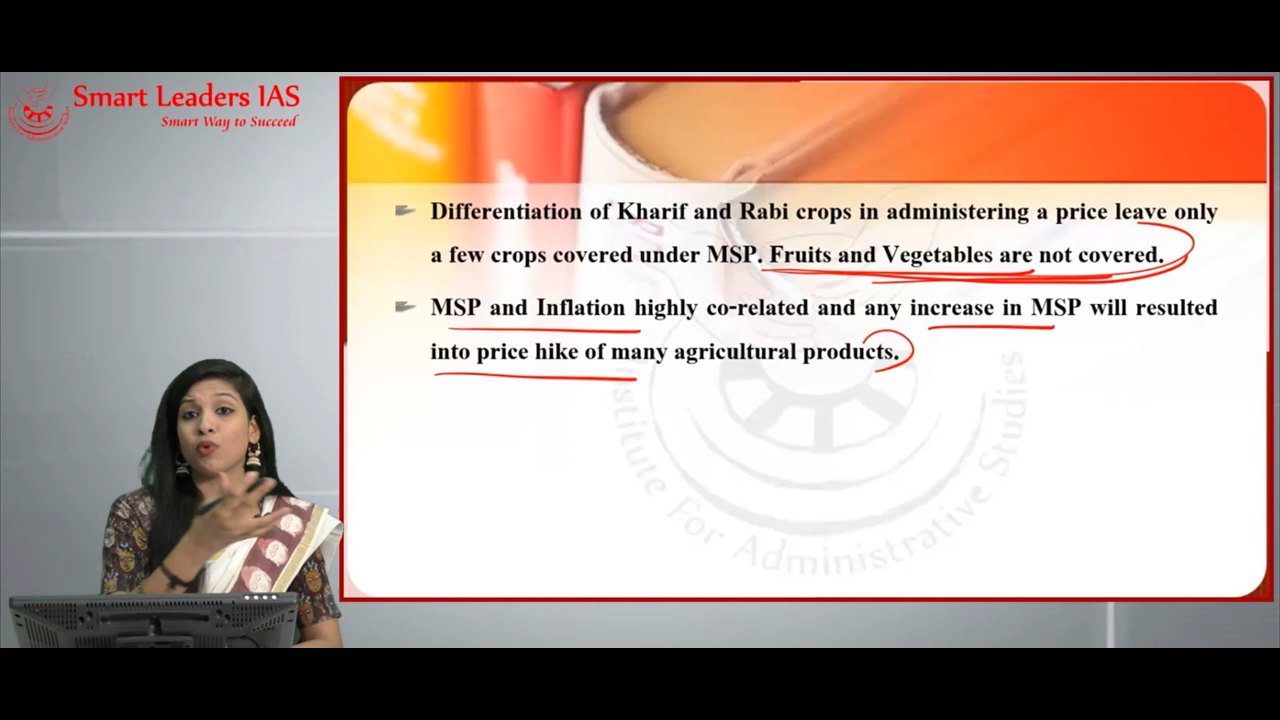 Smart Leaders IAS
Smart Way to Succeed
Differentiation of Kharif and Rabi crops in administering a price leave only
a few crops covered under MSP. Fruits and Vegetables are not covered.
MSP and Inflation highly co-related and any increase in MSP will resulted
into price hike of many agricultural products.
Institute For Administrative Studies